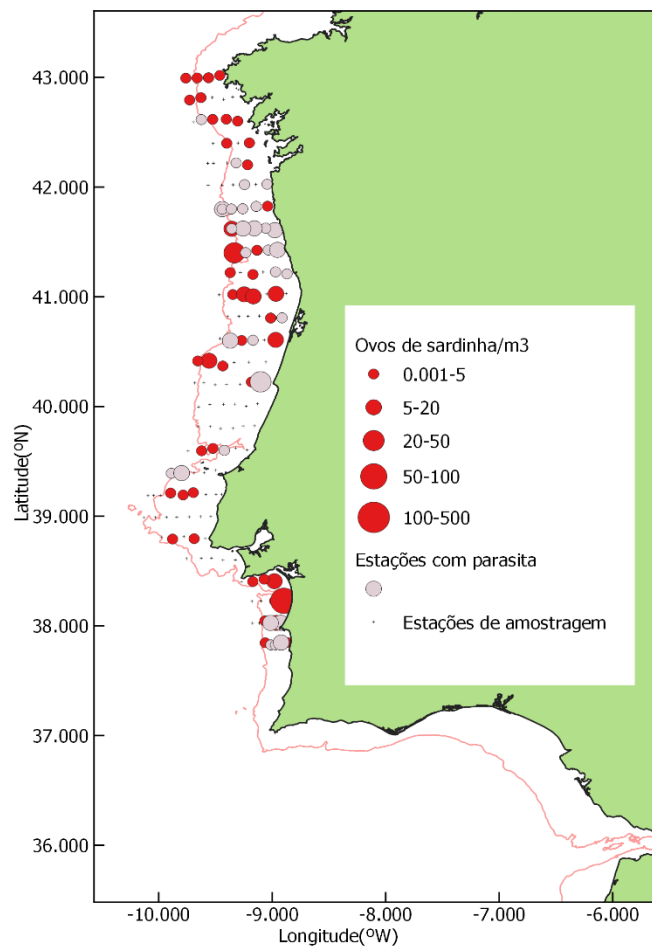 43.000
42.000
41.000
40.000
39.000
38.000
37.000
36.000
Latitude(ºN)
Ovos de sardinha/m3
0.001-5
5-20
20-50
50-100
100-500
Estações com parasita
Estações de amostragem
-10.000 -9.000 -8.000 -7.000 -6.000
Longitude(ºW)